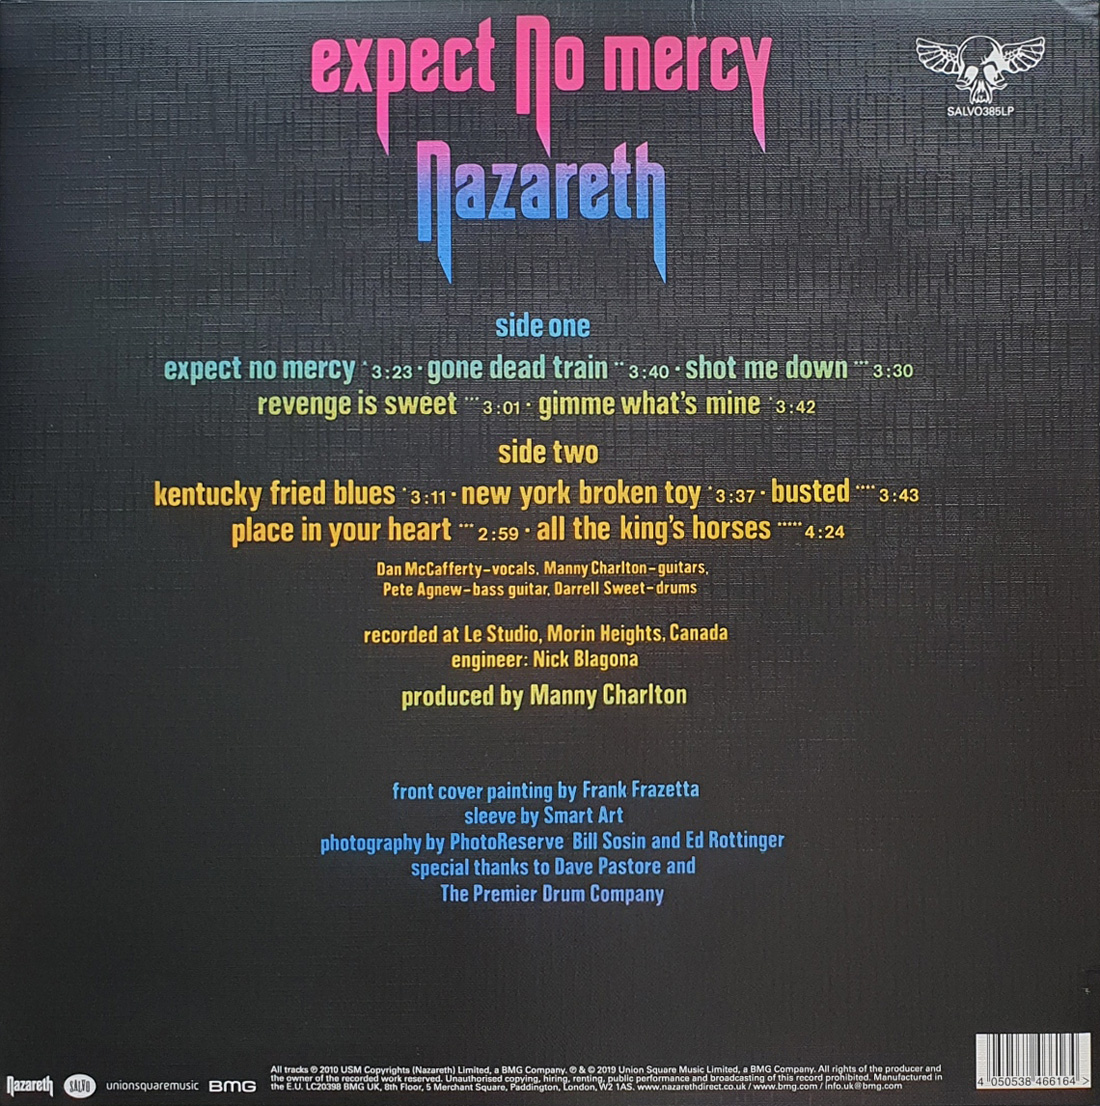 expect No mercy
SALVO385LP
Nazareth
side one
expect no mercy * 3:23 · gone dead train ** 3:40 · shot me down *** 3:30
revenge is sweet *** 3:01 · gimme what's mine * 3:42
side two
kentucky fried blues * 3:11 · new york broken toy * 3:37 · busted **** 3:43
place in your heart *** 2:59 · all the king's horses ***** 4:24
Dan McCafferty–vocals, Manny Charlton–guitars,
Pete Agnew–bass guitar, Darrell Sweet–drums
recorded at Le Studio, Morin Heights, Canada
engineer: Nick Blagona
produced by Manny Charlton
front cover painting by Frank Frazetta
sleeve by Smart Art
photography by PhotoReserve Bill Sosin and Ed Rottinger
special thanks to Dave Pastore and
The Premier Drum Company
Nazareth SALVO unionsquaremusic BMG
All tracks ℗ 2010 USM Copyrights (Nazareth) Limited, a BMG Company. ℗ & © 2019 Union Square Music Limited, a BMG Company. All rights of the producer and
the owner of the recorded work reserved. Unauthorised copying, hiring, renting, public performance and broadcasting of this record prohibited. Manufactured in
the E.U. LC20398 BMG UK, 8th Floor, 5 Merchant Square, Paddington, London, W2 1AS. www.nazarethdirect.co.uk / www.bmg.com / info.uk@bmg.com
4 050538 466164 >